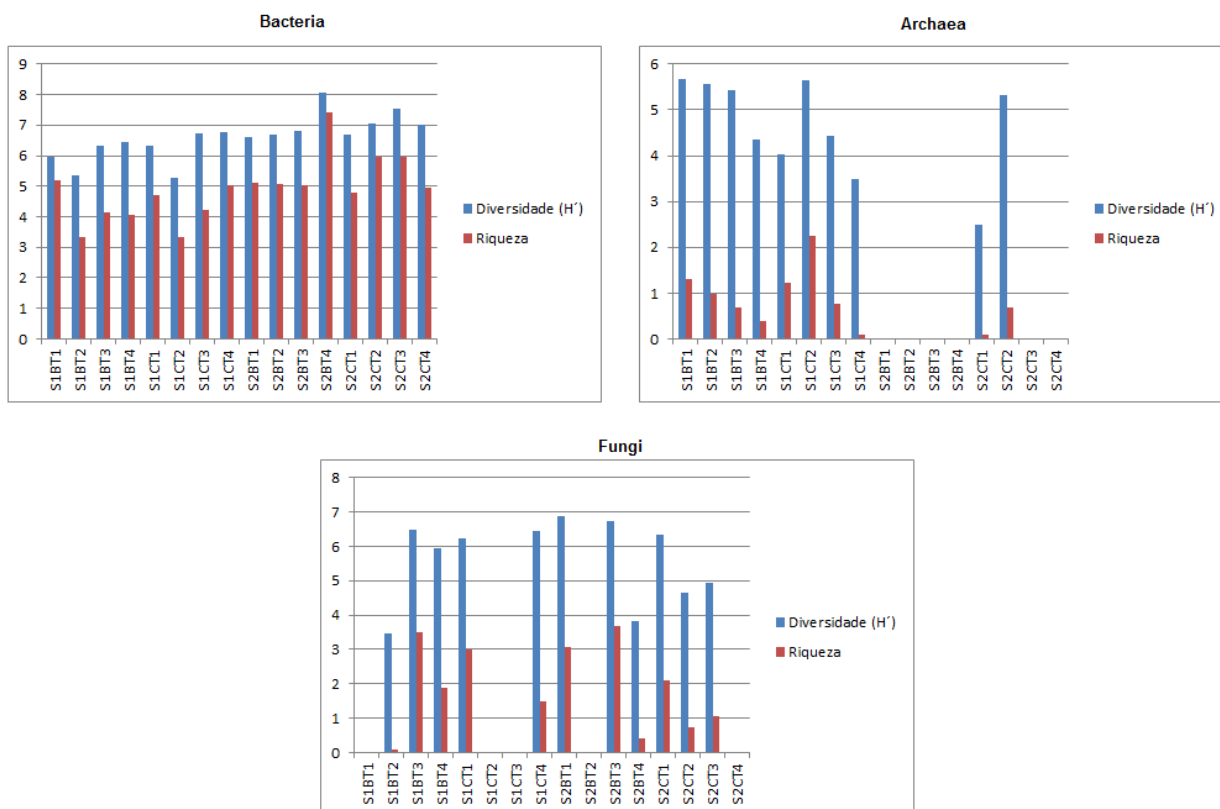 Bacteria
9
8
7
6
5
4
3
2
1
0
S1BT1
S1BT2
S1BT3
S1BT4
S1CT1
S1CT2
S1CT3
S1CT4
S2BT1
S2BT2
S2BT3
S2BT4
S2CT1
S2CT2
S2CT3
S2CT4
Diversidade (H´)
Riqueza
Archaea
6
5
4
3
2
1
0
S1BT1
S1BT2
S1BT3
S1BT4
S1CT1
S1CT2
S1CT3
S1CT4
S2BT1
S2BT2
S2BT3
S2BT4
S2CT1
S2CT2
S2CT3
S2CT4
Diversidade (H´)
Riqueza
Fungi
8
7
6
5
4
3
2
1
0
S1BT1
S1BT2
S1BT3
S1BT4
S1CT1
S1CT2
S1CT3
S1CT4
S2BT1
S2BT2
S2BT3
S2BT4
S2CT1
S2CT2
S2CT3
S2CT4
Diversidade (H´)
Riqueza